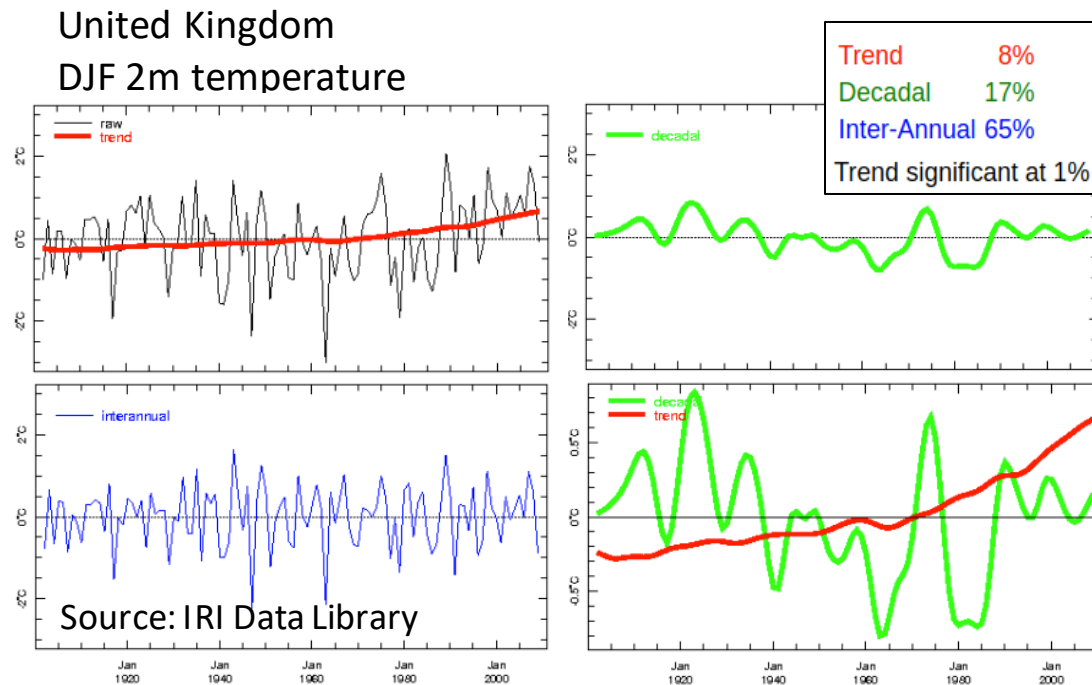 United Kingdom
DJF 2m temperature
Trend 8%
Decadal 17%
Inter-Annual 65%
Trend significant at 1%
raw
trend
2°C
0°C
-2°C
decadal
2°C
0°C
-2°C
interannual
2°C
0°C
-2°C
Source: IRI Data Library
Jan Jan Jan Jan Jan
1920 1940 1960 1980 2000
decadal
trend
0.5°C
0°C
-0.5°C
Jan Jan Jan Jan Jan
1920 1940 1960 1980 2000